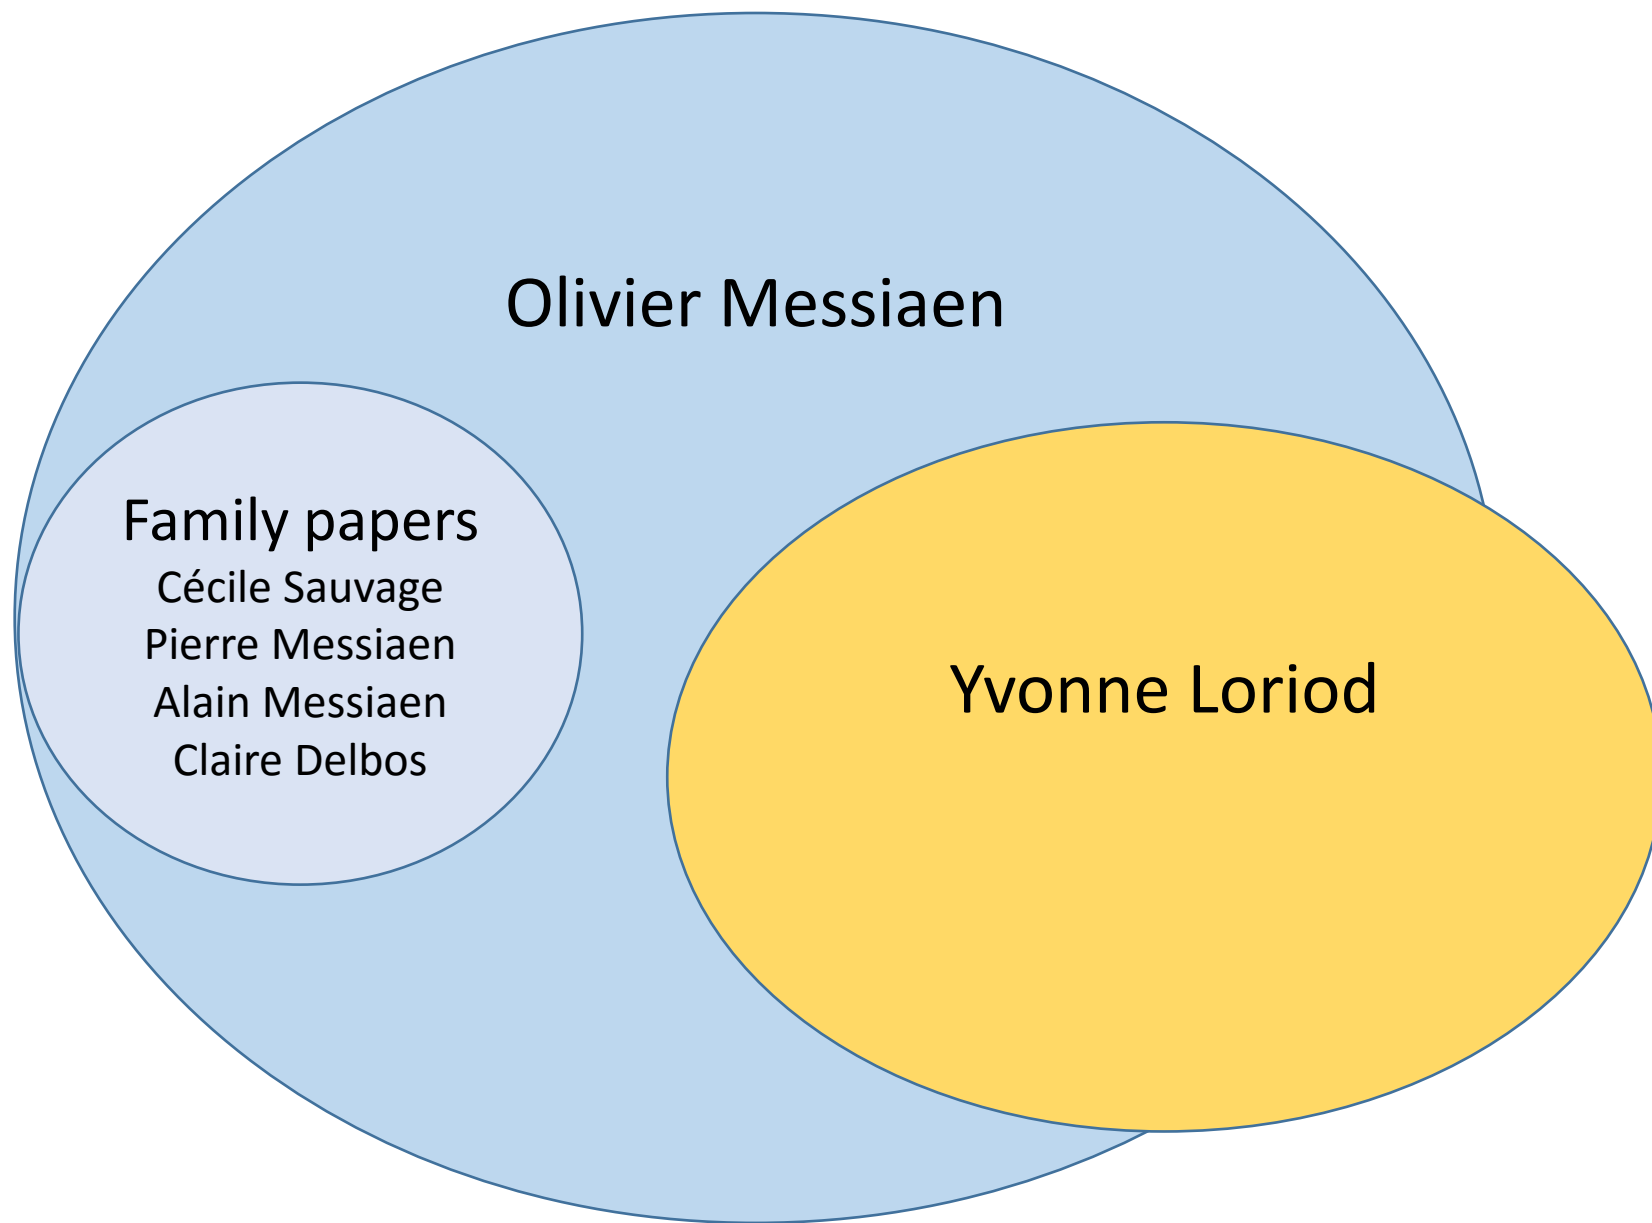 Olivier Messiaen
Family papers
Cécile Sauvage
Pierre Messiaen
Alain Messiaen
Claire Delbos
Yvonne Loriod